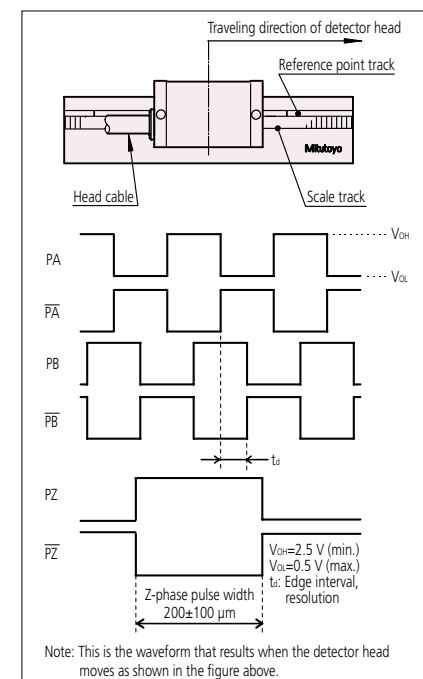 Traveling direction of detector head
Reference point track
Mitutoyo
Head cable
Scale track
PA
VOH
VOL
PA
PB
PB
td
PZ
PZ
VOH=2.5 V (min.)
VOL=0.5 V (max.)
td: Edge interval,
resolution
Z-phase pulse width
200±100 µm
Note: This is the waveform that results when the detector head
moves as shown in the figure above.